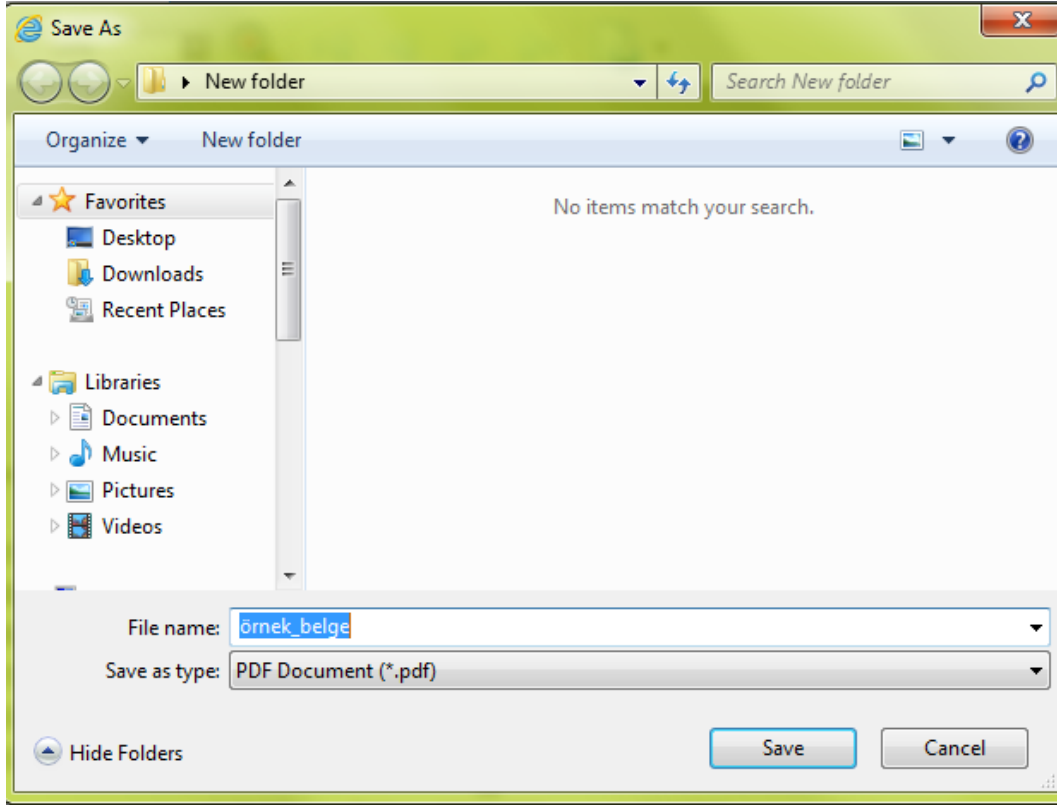 Save As
New folder
Search New folder
Organize
New folder
Favorites
Desktop
Downloads
Recent Places
Libraries
Documents
Music
Pictures
Videos
No items match your search.
File name: örnek_belge
Save as type: PDF Document (*.pdf)
Hide Folders
Save
Cancel